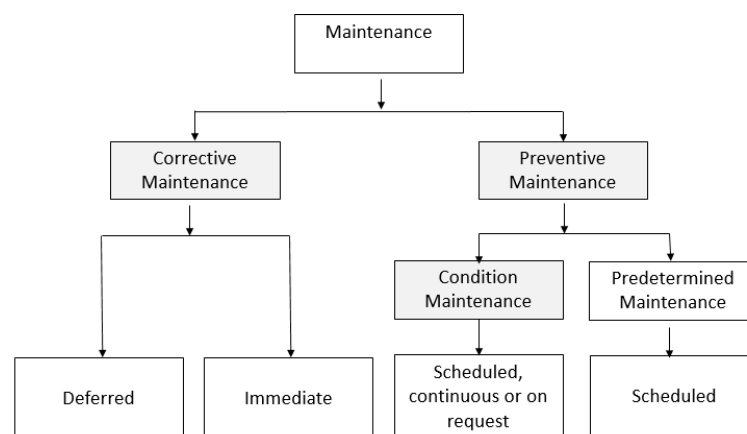 Maintenance
Corrective
Maintenance
Preventive
Maintenance
Condition
Maintenance
Predetermined
Maintenance
Deferred
Immediate
Scheduled,
continuous or on
request
Scheduled